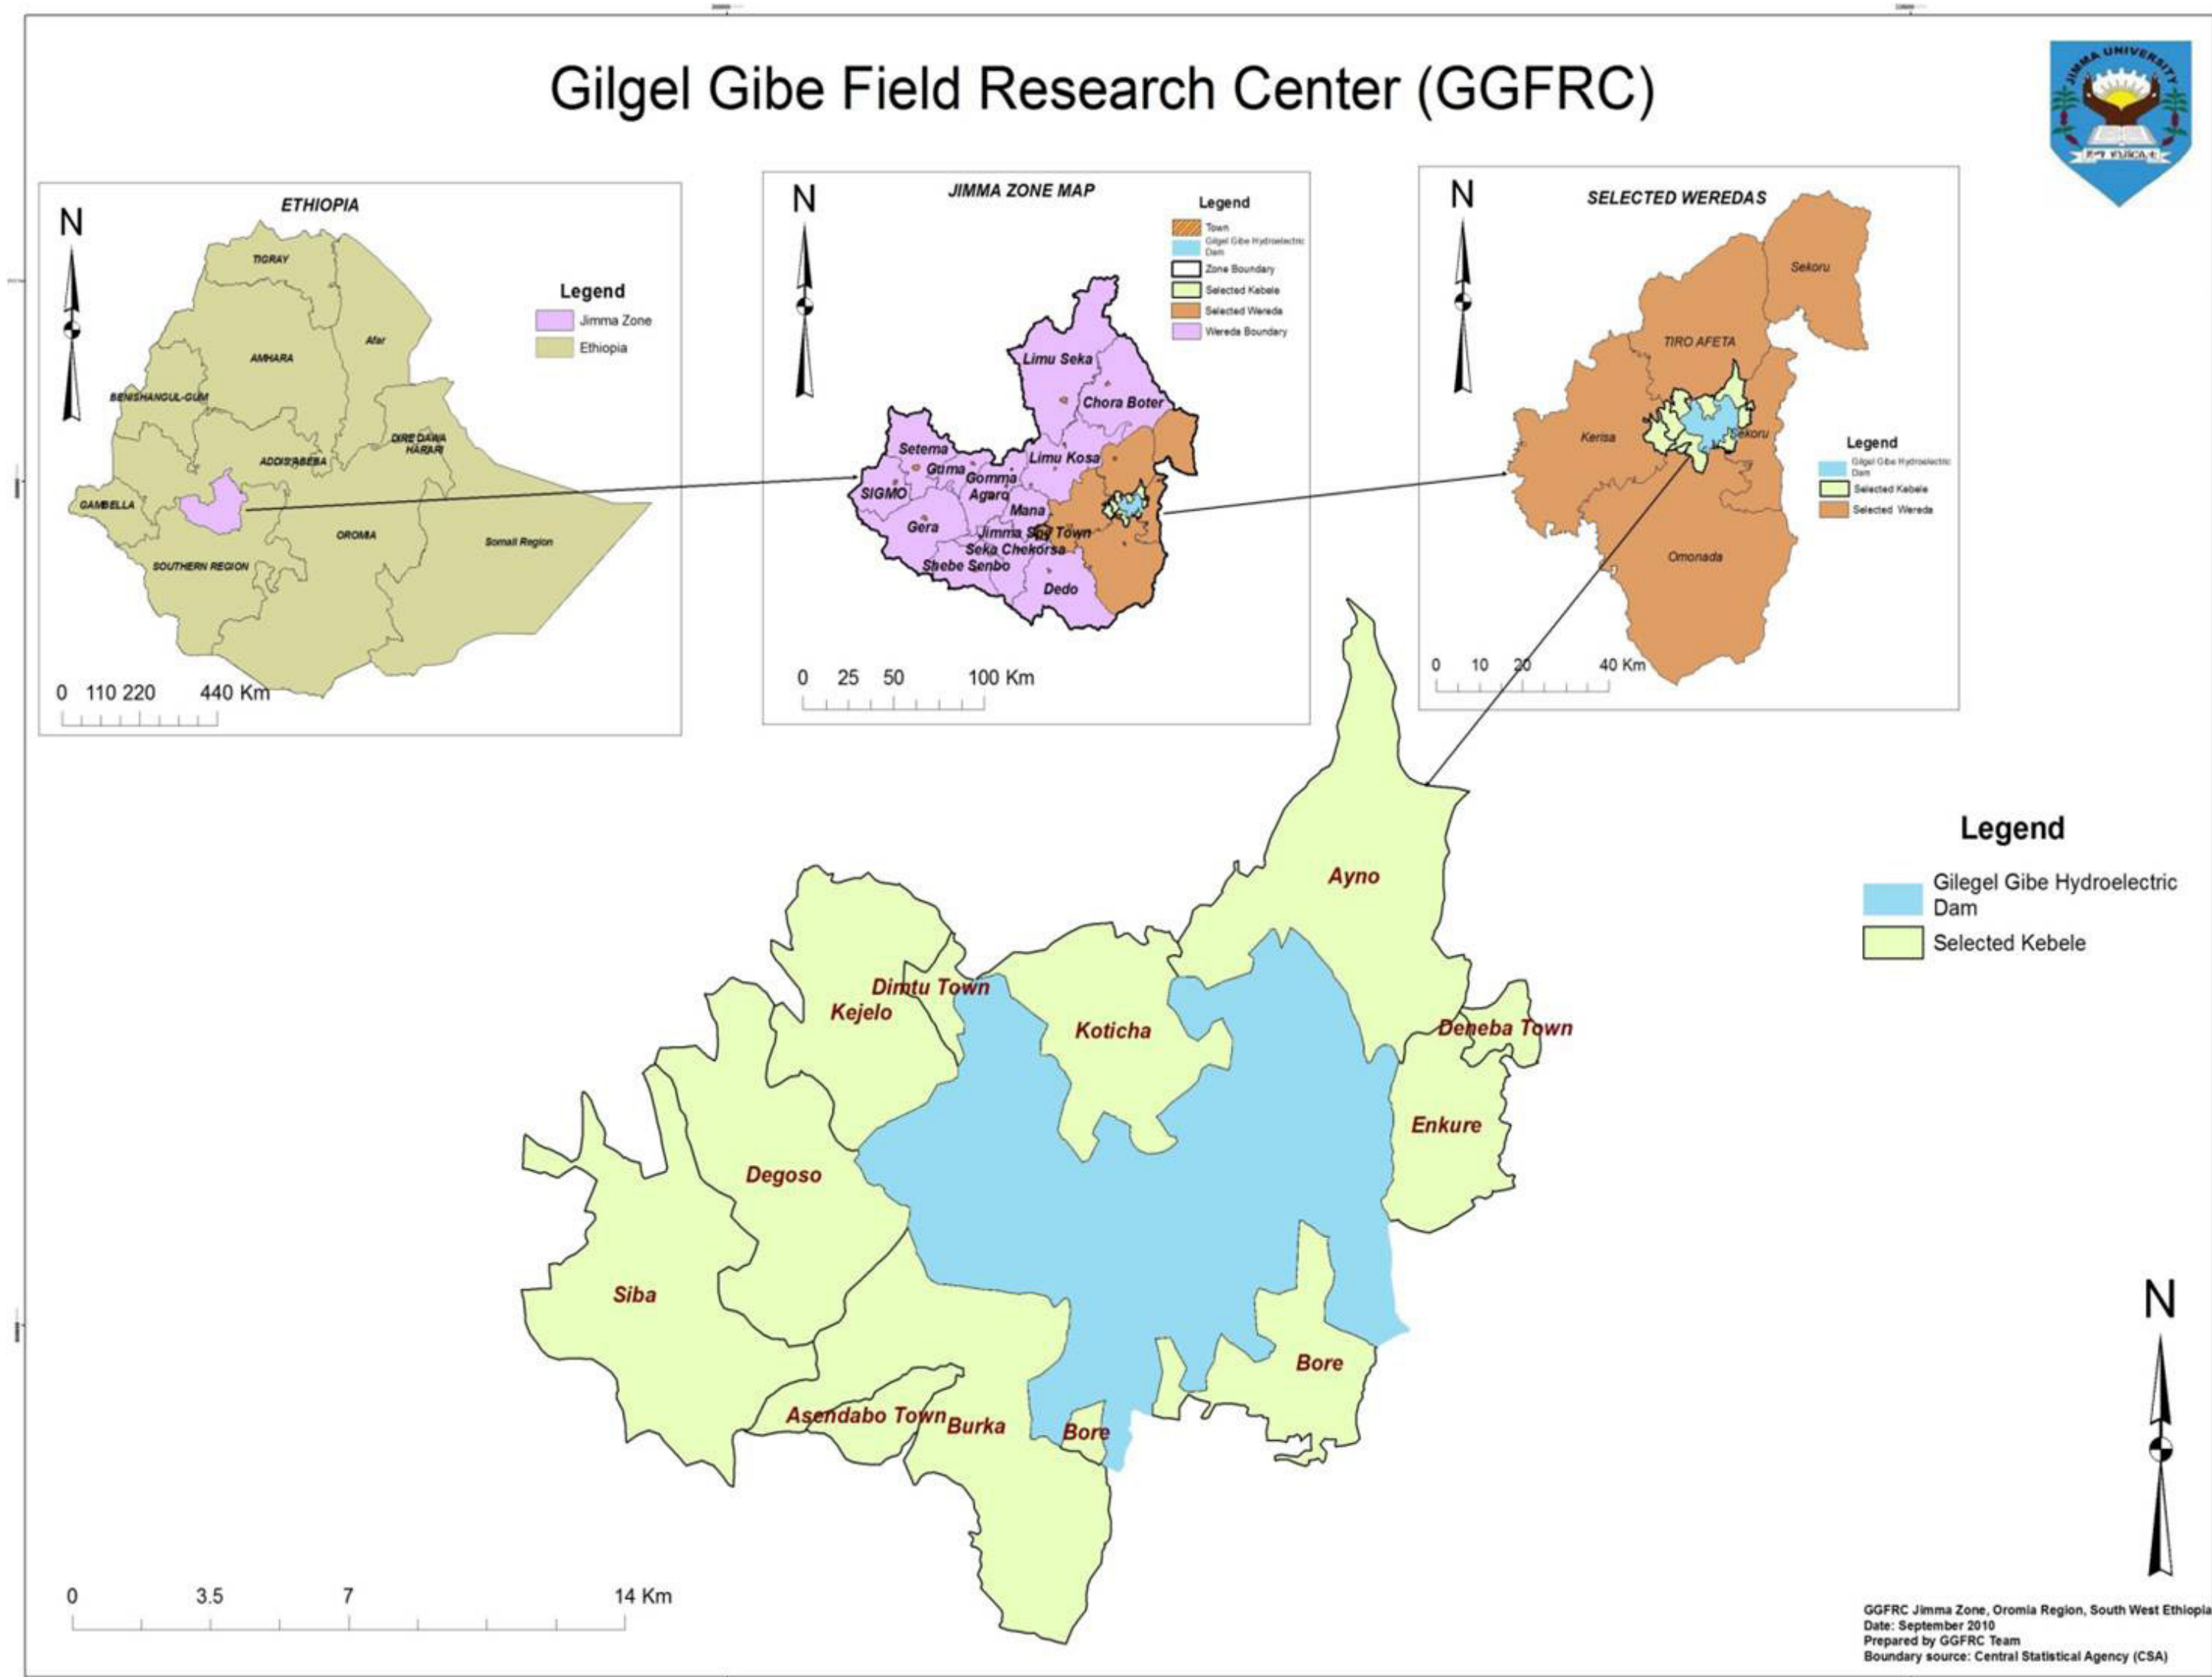 Gilgel Gibe Field Research Center (GGFRC)
JIMMA UNIVERSITY
ETHIOPIA
N
TIGRAY
AMHARA
Afar
BENISHANGUL-GUM
DIRE DAWA
HARARI
ADDIS ABEBA
GAMBELLA
OROMIA
Somali Region
SOUTHERN REGION
Legend
Jimma Zone
Ethiopia
0 110 220 440 Km
JIMMA ZONE MAP
N
Legend
Town
Gilgel Gibe Hydroelectric
Dam
Zone Boundary
Selected Kebele
Selected Wereda
Wereda Boundary
Limu Seka
Chora Boter
Setema
Limu Kosa
Guma
Gomma
SIGMO
Agaro
Mana
Gera
Jimma Town
Seka Chekorsa
Shebe Senbo
Dedo
0 25 50 100 Km
SELECTED WEREDAS
N
Sekoru
TIRO AFETA
Kerisa
Sekoru
Omonada
Legend
Gilgel Gibe Hydroelectric
Dam
Selected Kebele
Selected Wereda
0 10 20 40 Km
Ayno
Dimtu Town
Kejelo
Koticha
Deneba Town
Enkure
Degoso
Siba
Bore
Asendabo Town
Burka
Bore
Legend
Gilegel Gibe Hydroelectric
Dam
Selected Kebele
N
0 3.5 7 14 Km
GGFRC Jimma Zone, Oromia Region, South West Ethiopia
Date: September 2010
Prepared by GGFRC Team
Boundary source: Central Statistical Agency (CSA)